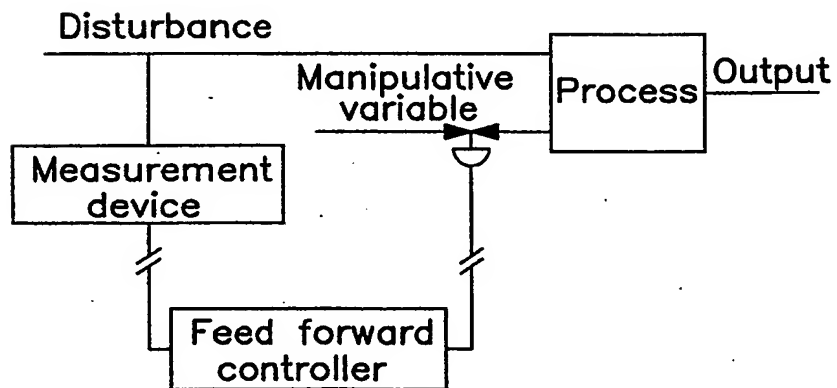 Disturbance
Manipulative
variable
Process
Output
Measurement
device
Feed forward
controller